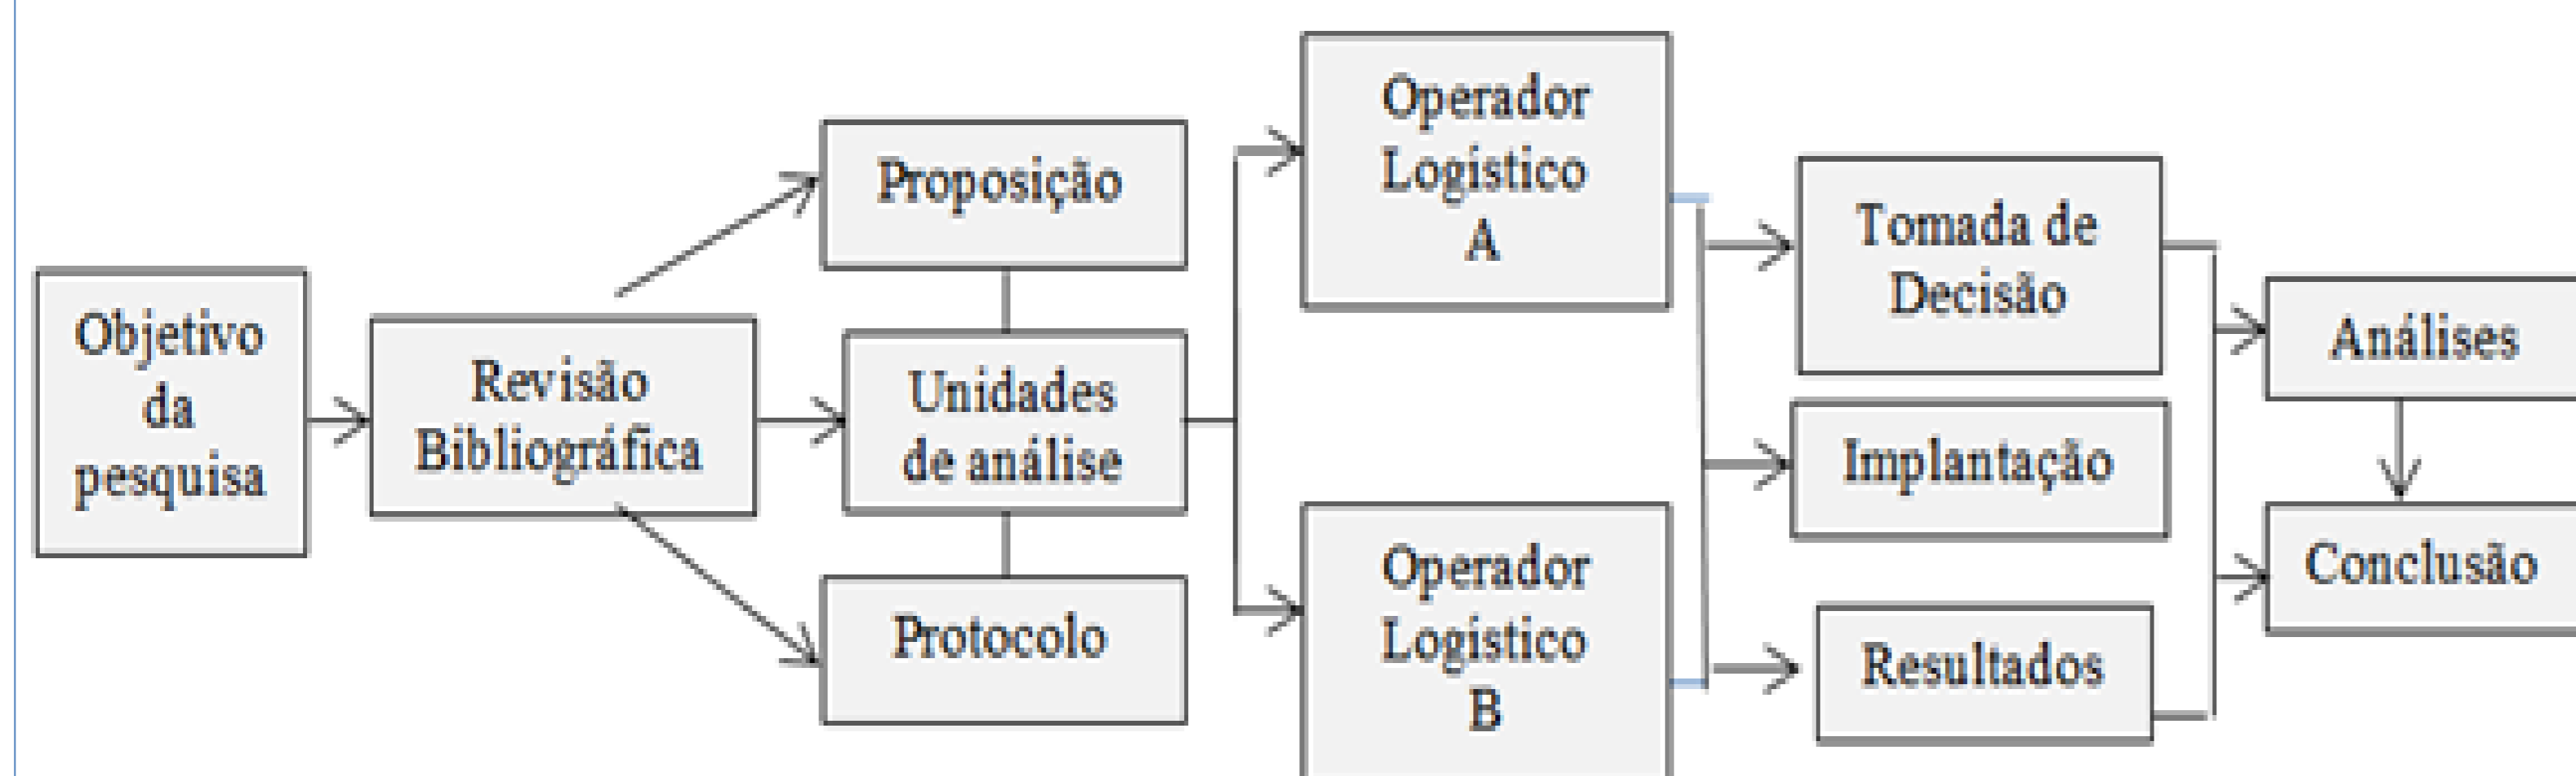 Objetivo
da
pesquisa
Revisão
Bibliográfica
Proposição
Unidades
de análise
Protocolo
Operador
Logístico
A
Operador
Logístico
B
Tomada de
Decisão
Implantação
Resultados
Análises
Conclusão